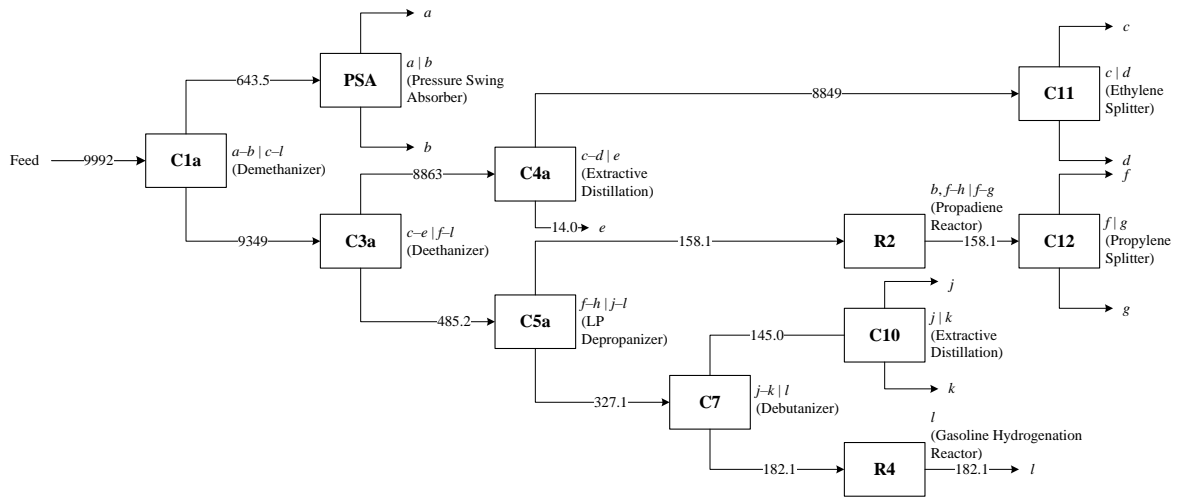 a
643.5
PSA
a | b
(Pressure Swing
Absorber)
b
Feed
9992
C1a
a–b | c–l
(Demethanizer)
9349
8863
C3a
c–e | f–l
(Deethanizer)
485.2
C4a
c–d | e
(Extractive
Distillation)
14.0
e
8849
C11
c
c | d
(Ethylene
Splitter)
d
158.1
C5a
f–h | j–l
(LP
Depropanizer)
327.1
R2
b, f–h | f–g
(Propadiene
Reactor)
158.1
C12
f
f | g
(Propylene
Splitter)
g
145.0
C7
j–k | l
(Debutanizer)
182.1
C10
j
j | k
(Extractive
Distillation)
k
R4
l
(Gasoline Hydrogenation
Reactor)
182.1
l